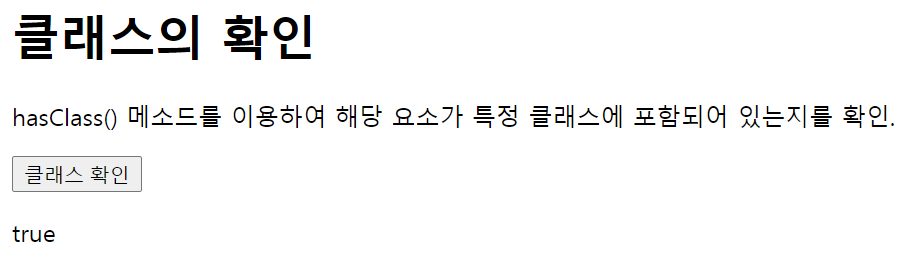 클래스의 확인
hasClass() 메소드를 이용하여 해당 요소가 특정 클래스에 포함되어 있는지를 확인.
클래스 확인
true